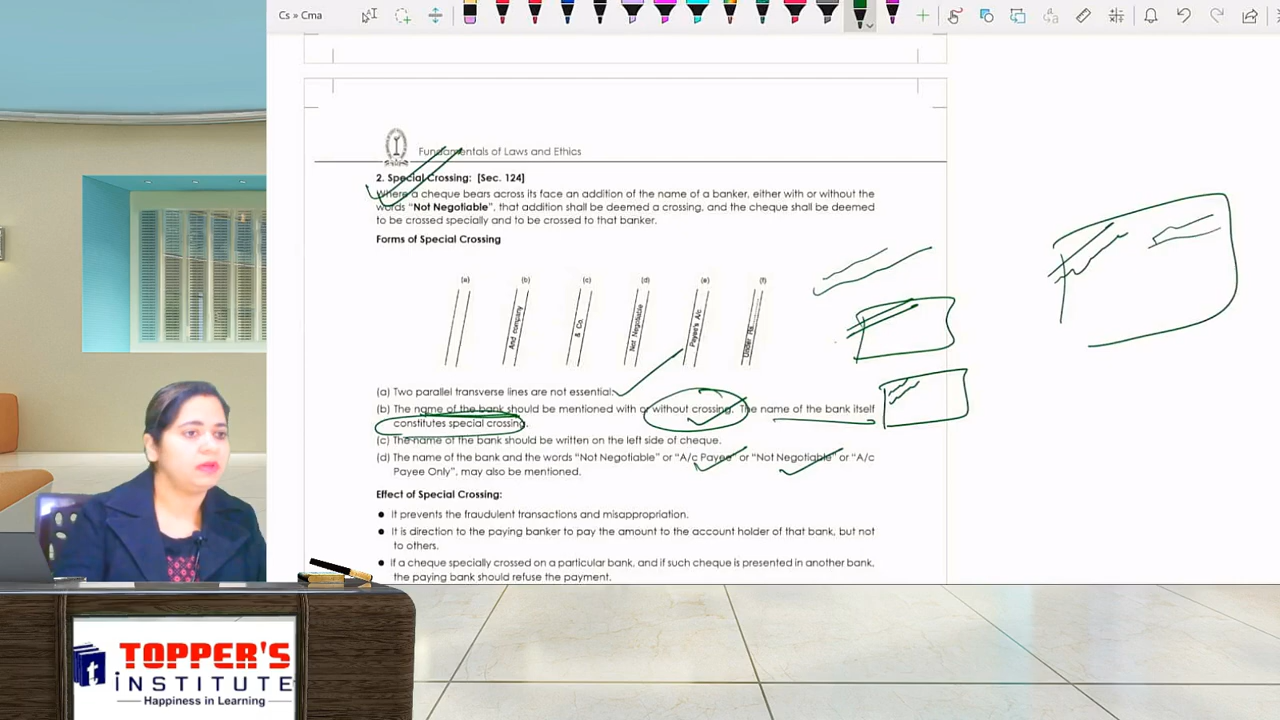 Cs » Cma
Fundamentals of Laws and Ethics
2. Special Crossing: [Sec. 124]
Where a cheque bears across its face an addition of the name of a banker, either with or without the
words “Not Negotiable”, that addition shall be deemed a crossing, and the cheque shall be deemed
to be crossed specially and to be crossed to that banker.
Forms of Special Crossing
(a) (b) (c) (d) (e) (f)
And company
& Co.
Not Negotiable
Payee's A/c
(a) Two parallel transverse lines are not essential.
(b) The name of the bank should be mentioned with or without crossing. The name of the bank itself
constitutes special crossing.
(c) The name of the bank should be written on the left side of cheque.
(d) The name of the bank and the words “Not Negotiable” or “A/c Payee” or “Not Negotiable” or “A/c
Payee Only”, may also be mentioned.
Effect of Special Crossing:
● It prevents the fraudulent transactions and misappropriation.
● It is direction to the paying banker to pay the amount to the account holder of that bank, but not
to others.
● If a cheque specially crossed on a particular bank, and if such cheque is presented in another bank,
the paying bank should refuse the payment.
t TOPPER'S
INSTITUTE
Happiness in Learning